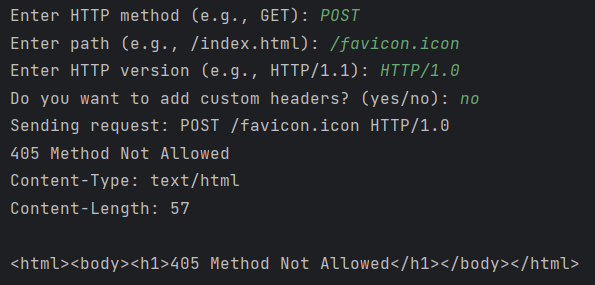 Enter HTTP method (e.g., GET): POST
Enter path (e.g., /index.html): /favicon.icon
Enter HTTP version (e.g., HTTP/1.1): HTTP/1.0
Do you want to add custom headers? (yes/no): no
Sending request: POST /favicon.icon HTTP/1.0
405 Method Not Allowed
Content-Type: text/html
Content-Length: 57
<html><body><h1>405 Method Not Allowed</h1></body></html>